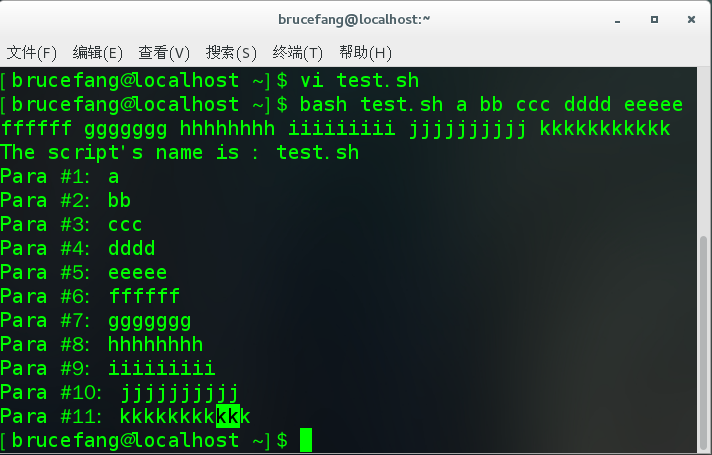 brucefang@localhost:~
文件(F) 编辑(E) 查看(V) 搜索(S) 终端(T) 帮助(H)
[brucefang@localhost ~]$ vi test.sh
[brucefang@localhost ~]$ bash test.sh a bb ccc dddd eeeee
ffffff ggggggg hhhhhhhh iiiiiiiii jjjjjjjjjj kkkkkkkkkkk
The script's name is : test.sh
Para #1: a
Para #2: bb
Para #3: ccc
Para #4: dddd
Para #5: eeeee
Para #6: ffffff
Para #7: ggggggg
Para #8: hhhhhhhh
Para #9: iiiiiiiii
Para #10: jjjjjjjjjj
Para #11: kkkkkkkkkkk
[brucefang@localhost ~]$